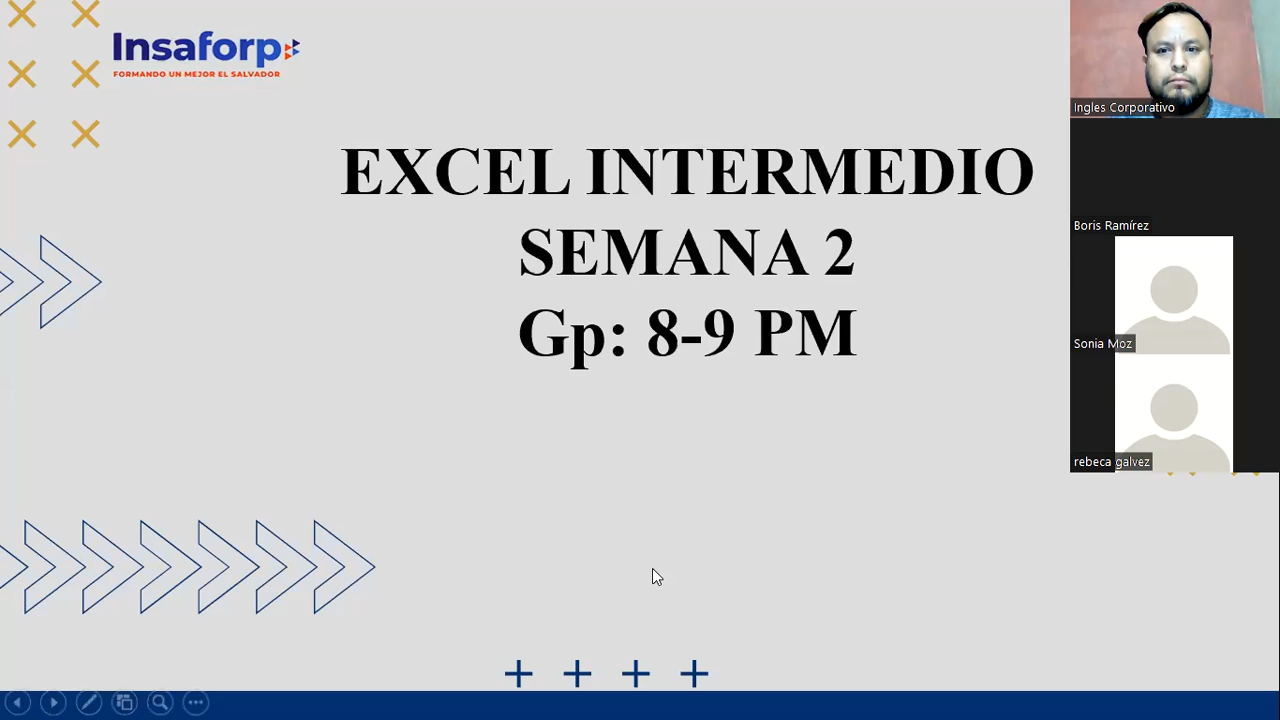 Insaforp
FORMANDO UN MEJOR EL SALVADOR
EXCEL INTERMEDIO
SEMANA 2
Gp: 8-9 PM
Ingles Corporativo
Boris Ramírez
Sonia Moz
rebeca galvez